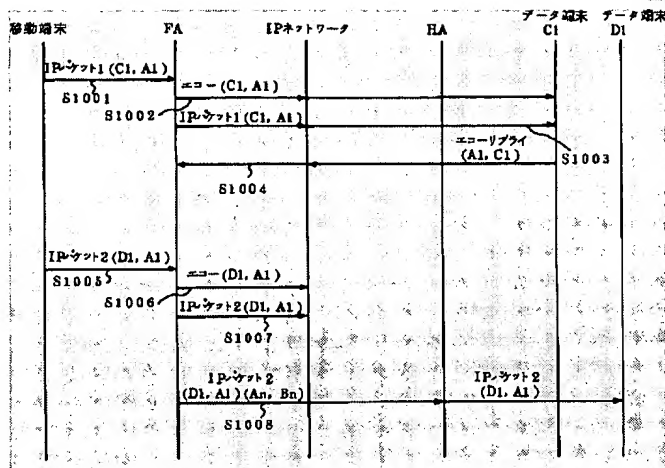 移動端末
FA
IPネットワーク
HA
データ端末
C1
データ端末
D1
IPパケット1 (C1, A1)
S1001
エコー (C1, A1)
S1002
IPパケット1 (C1, A1)
S1003
エコーリプライ
(A1, C1)
S1004
IPパケット2 (D1, A1)
S1005
エコー (D1, A1)
S1006
IPパケット2 (D1, A1)
S1007
IPパケット2
(D1, A1) (An, Bn)
S1008
IPパケット2
(D1, A1)